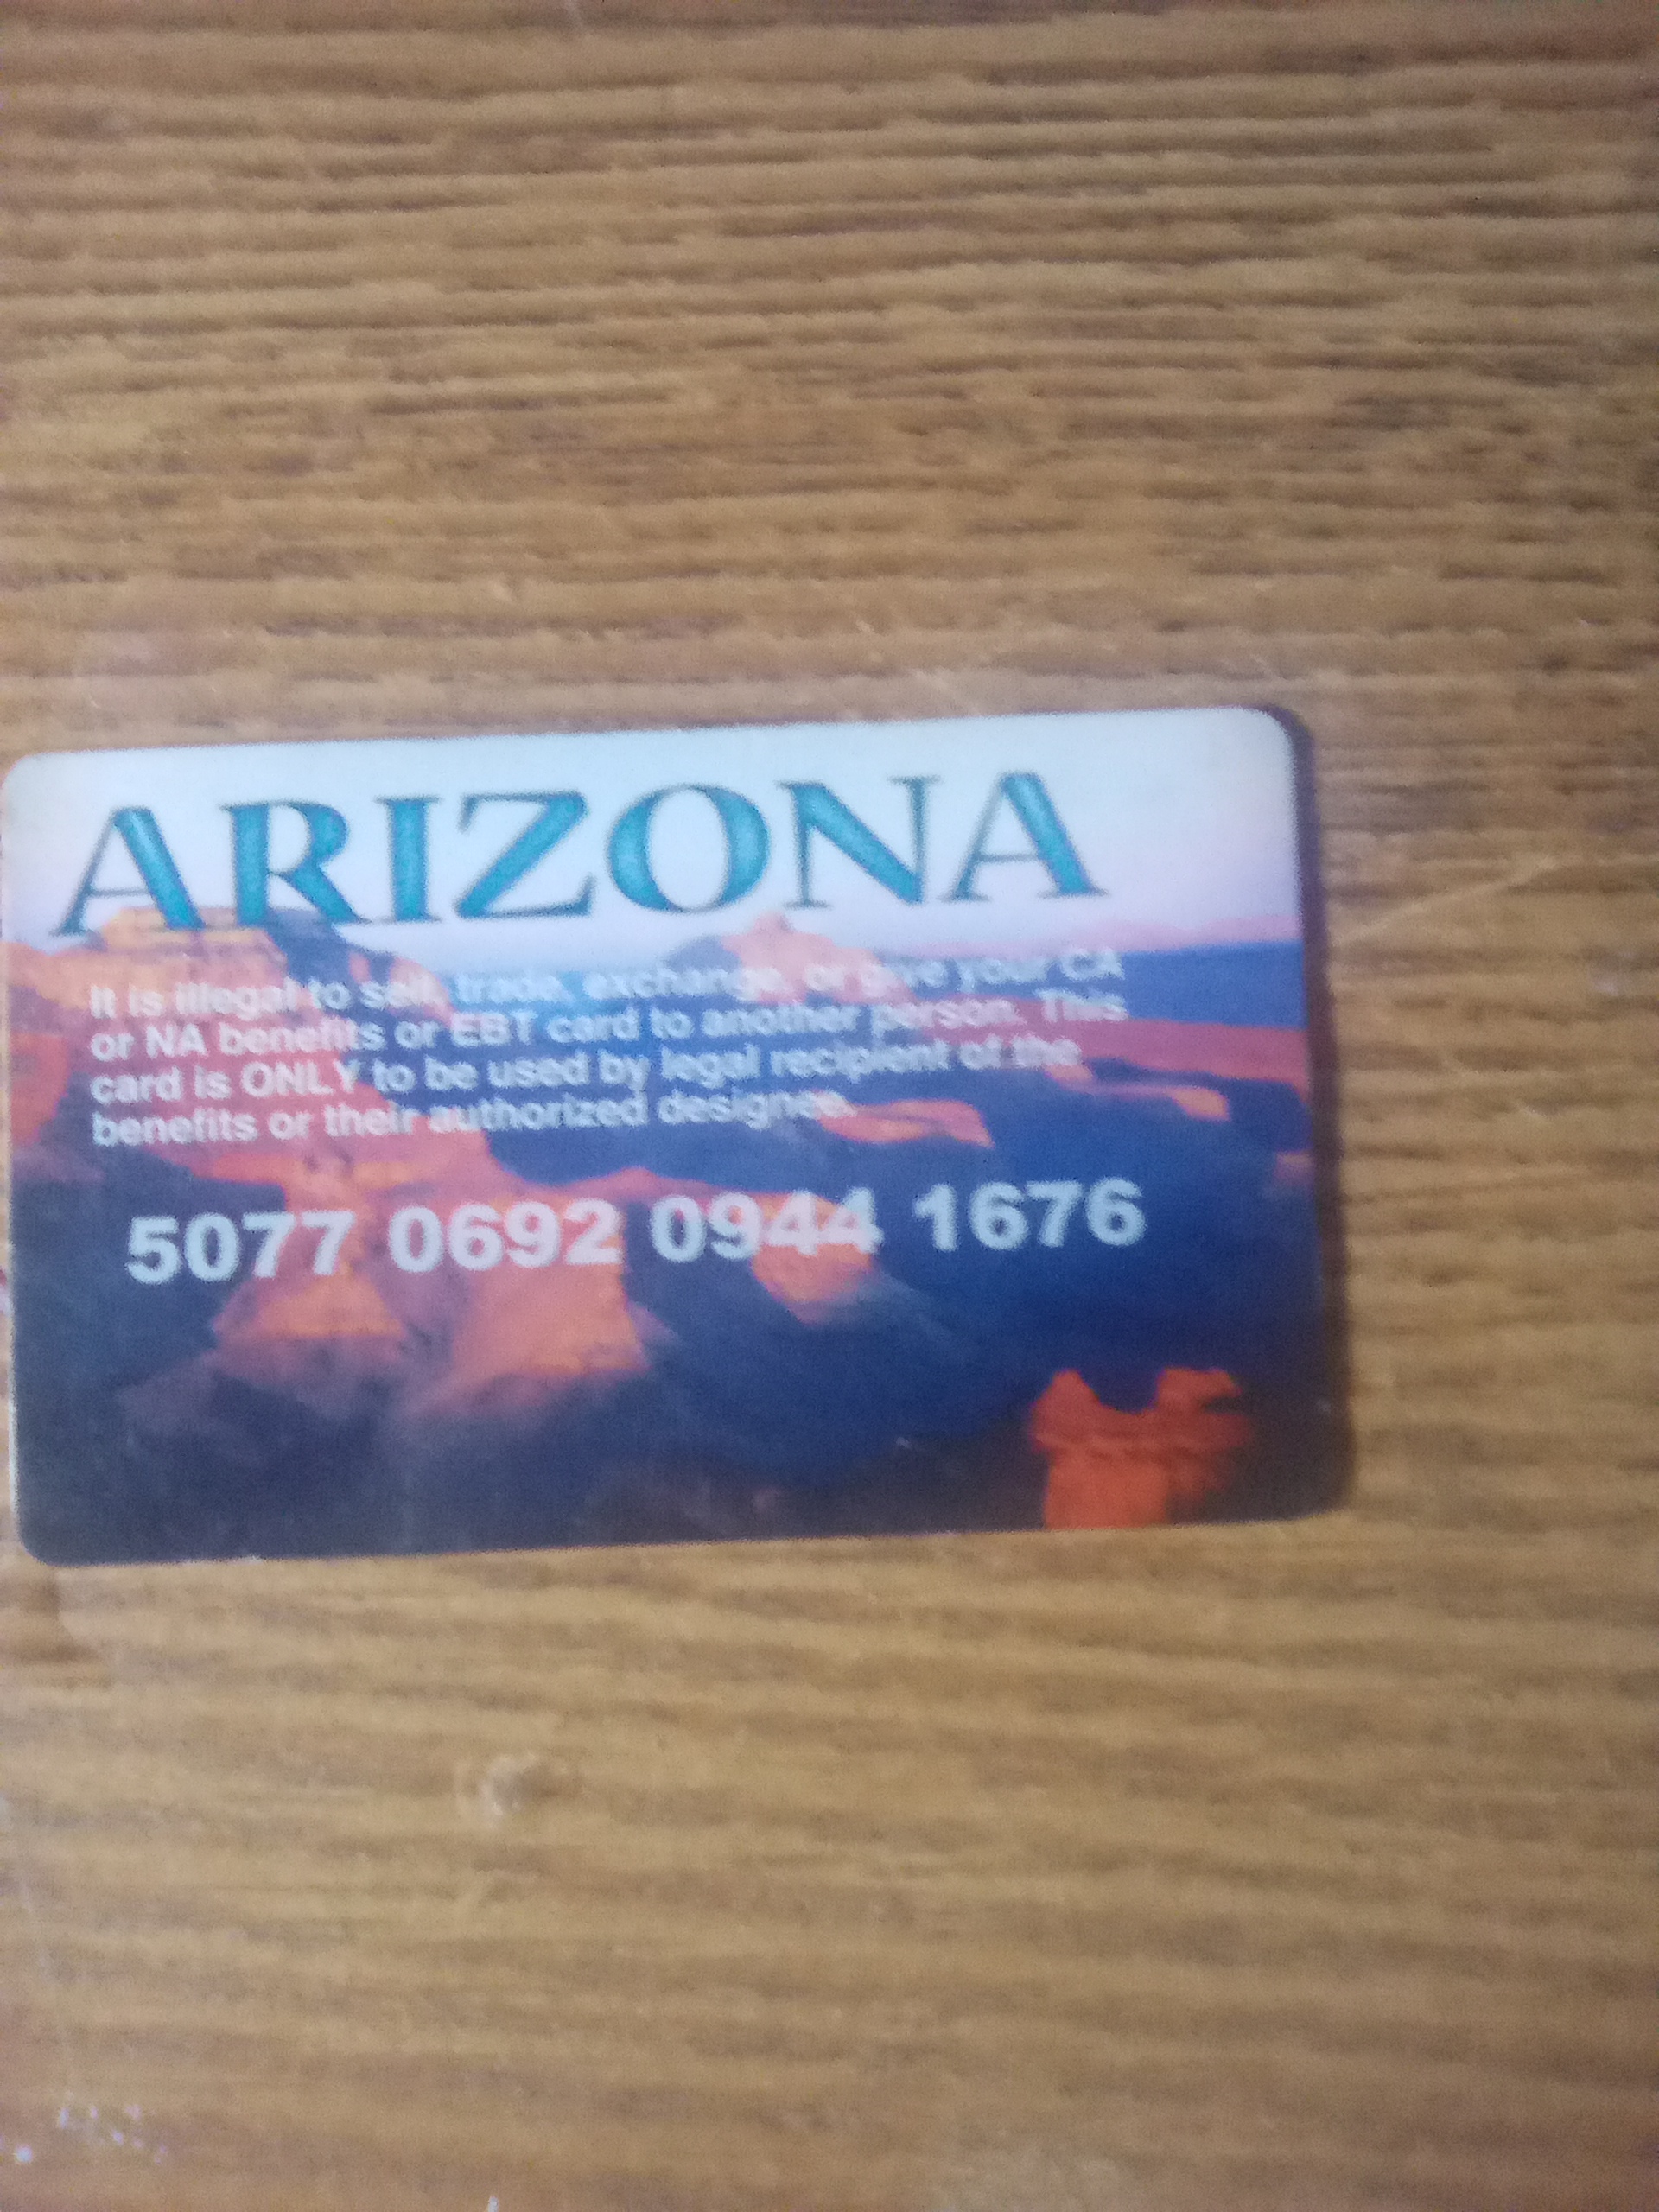 ARIZONA
It is illegal to sell, trade, exchange, or give your CA
or NA benefits or EBT card to another person. This
card is ONLY to be used by legal recipient of the
benefits or their authorized designee.
5077 0692 0944 1676